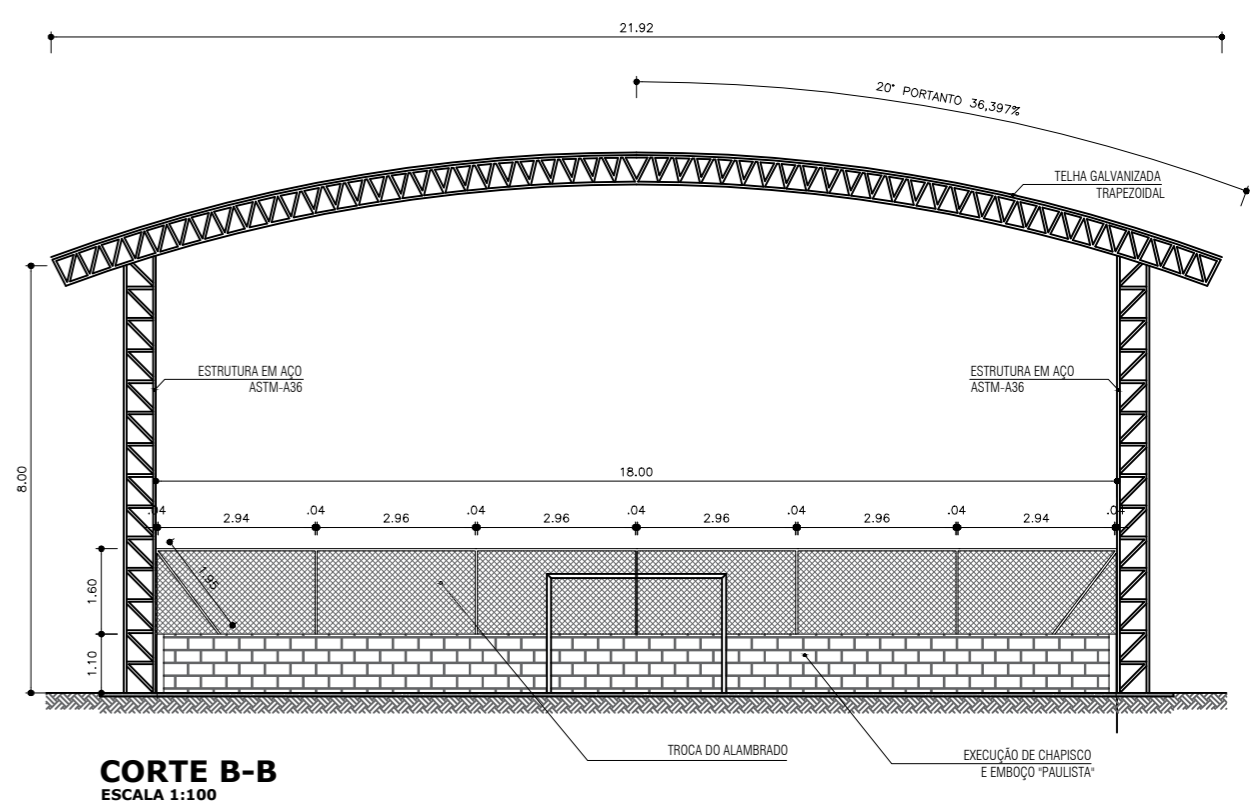 21.92
20° PORTANTO 36,397%
TELHA GALVANIZADA
TRAPEZOIDAL
ESTRUTURA EM AÇO
ASTM-A36
ESTRUTURA EM AÇO
ASTM-A36
8.00
18.00
.04
2.94
.04
2.96
.04
2.96
.04
2.96
.04
2.96
.04
2.94
.04
1.95
1.60
1.10
TROCA DO ALAMBRADO
EXECUÇÃO DE CHAPISCO
E EMBOÇO "PAULISTA"
CORTE B-B
ESCALA 1:100